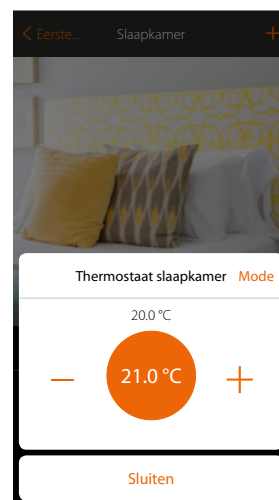 < Eerste... Slaapkamer +
Thermostaat slaapkamer Mode
20.0 °C
— 21.0 °C +
Sluiten